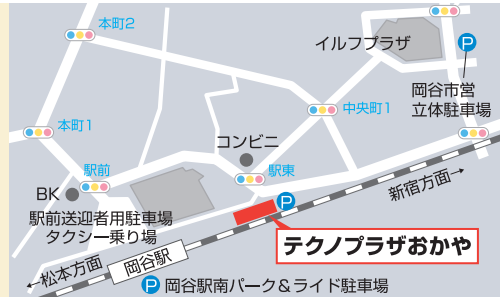 本町2
イルフプラザ
P
岡谷市営
立体駐車場
中央町1
本町1
コンビニ
駅前
駅東
BK
新宿方面→
P
駅前送迎者用駐車場
タクシー乗り場
テクノプラザおかや
岡谷駅
←松本方面
P 岡谷駅南パーク&ライド駐車場